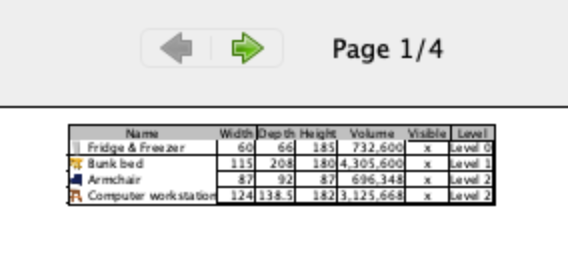 Page 1/4
Name Width Depth Height Volume Visible Level
Fridge & Freezer 60 66 185 732,600 x Level 0
Bunk bed 115 208 180 4,305,600 x Level 1
Armchair 87 92 87 696,348 x Level 2
Computer workstation 124 138.5 182 3,125,668 x Level 2